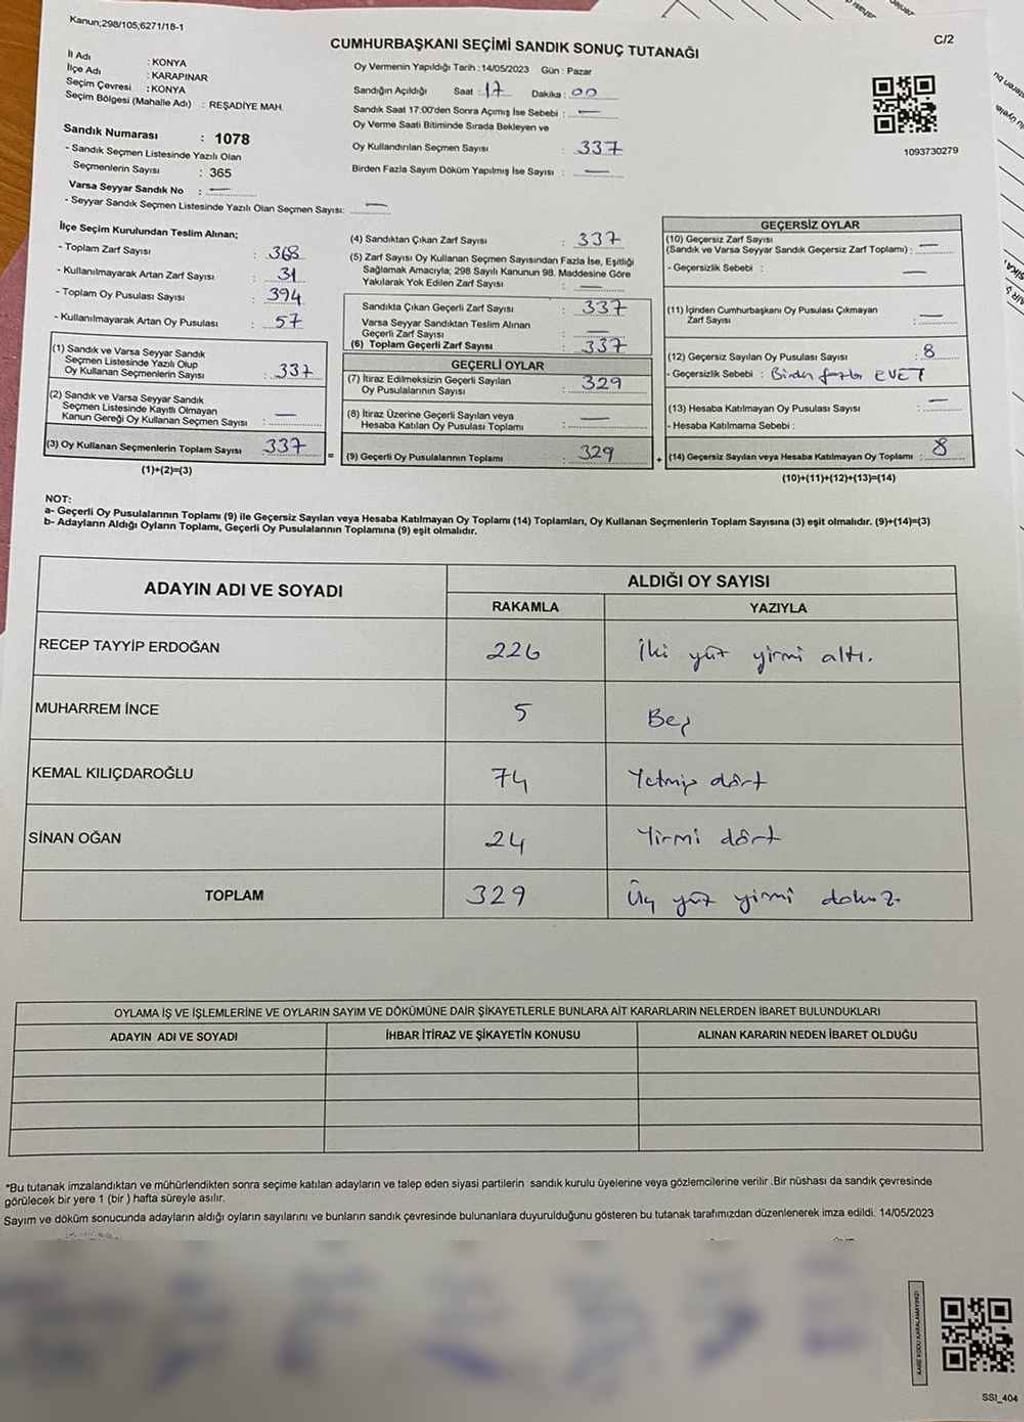 Kanun;298/105,6271/18-1
C/2
CUMHURBAŞKANI SEÇİMİ SANDIK SONUÇ TUTANAĞI
İl Adı : KONYA
İlçe Adı : KARAPINAR
Seçim Çevresi : KONYA
Seçim Bölgesi (Mahalle Adı) : REŞADİYE MAH.
Sandık Numarası : 1078
- Sandık Seçmen Listesinde Yazılı Olan
Seçmenlerin Sayısı : 365
Varsa Seyyar Sandık No : —
- Seyyar Sandık Seçmen Listesinde Yazılı Olan Seçmen Sayısı: —
Oy Vermenin Yapıldığı Tarih : 14/05/2023 Gün : Pazar
Sandığın Açıldığı Saat : 17 Dakika : 00
Sandık Saat 17:00'den Sonra Açımış İse Sebebi : —
Oy Verme Saati Bitiminde Sırada Bekleyen ve
Oy Kullandırılan Seçmen Sayısı : 337
Birden Fazla Sayım Döküm Yapılmış İse Sayısı : —
1093730279
İlçe Seçim Kurulundan Teslim Alınan;
- Toplam Zarf Sayısı : 368
- Kullanılmayarak Artan Zarf Sayısı : 31
- Toplam Oy Pusulası Sayısı : 394
- Kullanılmayarak Artan Oy Pusulası : 57
(1) Sandık ve Varsa Seyyar Sandık
Seçmen Listesinde Yazılı Olup
Oy Kullanan Seçmenlerin Sayısı : 337
(2) Sandık ve Varsa Seyyar Sandık
Seçmen Listesinde Kayıtlı Olmayan
Kanun Gereği Oy Kullanan Seçmen Sayısı : —
(3) Oy Kullanan Seçmenlerin Toplam Sayısı 337
(1)+(2)=(3)
(4) Sandıktan Çıkan Zarf Sayısı : 337
(5) Zarf Sayısı Oy Kullanan Seçmen Sayısından Fazla İse, Eşitliği
Sağlamak Amacıyla; 298 Sayılı Kanunun 98. Maddesine Göre
Yakılarak Yok Edilen Zarf Sayısı : —
Sandıkta Çıkan Geçerli Zarf Sayısı : 337
Varsa Seyyar Sandıktan Teslim Alınan
Geçerli Zarf Sayısı : —
(6) Toplam Geçerli Zarf Sayısı : 337
GEÇERLİ OYLAR
(7) İtiraz Edilmeksizin Geçerli Sayılan
Oy Pusulalarının Sayısı : 329
(8) İtiraz Üzerine Geçerli Sayılan veya
Hesaba Katılan Oy Pusulası Toplamı : —
= (9) Geçerli Oy Pusulalarının Toplamı : 329
GEÇERSİZ OYLAR
(10) Geçersiz Zarf Sayısı
(Sandık ve Varsa Seyyar Sandık Geçersiz Zarf Toplamı) : —
- Geçersizlik Sebebi : —
(11) İçinden Cumhurbaşkanı Oy Pusulası Çıkmayan
Zarf Sayısı : —
(12) Geçersiz Sayılan Oy Pusulası Sayısı : 8
- Geçersizlik Sebebi : Birden fazla EVET
(13) Hesaba Katılmayan Oy Pusulası Sayısı : —
- Hesaba Katılmama Sebebi :
+ (14) Geçersiz Sayılan veya Hesaba Katılmayan Oy Toplamı : 8
(10)+(11)+(12)+(13)=(14)
NOT:
a- Geçerli Oy Pusulalarının Toplamı (9) ile Geçersiz Sayılan veya Hesaba Katılmayan Oy Toplamı (14) Toplamları, Oy Kullanan Seçmenlerin Toplam Sayısına (3) eşit olmalıdır. (9)+(14)=(3)
b- Adayların Aldığı Oyların Toplamı, Geçerli Oy Pusulalarının Toplamına (9) eşit olmalıdır.
ADAYIN ADI VE SOYADI ALDIĞI OY SAYISI
RAKAMLA YAZIYLA
RECEP TAYYİP ERDOĞAN 226 İki yüz yirmi altı.
MUHARREM İNCE 5 Beş
KEMAL KILIÇDAROĞLU 74 Yetmiş dört
SİNAN OĞAN 24 Yirmi dört
TOPLAM 329 Üç yüz yirmi dokuz.
OYLAMA İŞ VE İŞLEMLERİNE VE OYLARIN SAYIM VE DÖKÜMÜNE DAİR ŞİKAYETLERLE BUNLARA AİT KARARLARIN NELERDEN İBARET BULUNDUKLARI
ADAYIN ADI VE SOYADI İHBAR İTİRAZ VE ŞİKAYETİN KONUSU ALINAN KARARIN NEDEN İBARET OLDUĞU
*Bu tutanak imzalandıktan ve mühürlendikten sonra seçime katılan adayların ve talep eden siyasi partilerin sandık kurulu üyelerine veya gözlemcilerine verilir .Bir nüshası da sandık çevresinde
görülecek bir yere 1 (bir ) hafta süreyle asılır.
Sayım ve döküm sonucunda adayların aldığı oyların sayılarını ve bunların sandık çevresinde bulunanlara duyurulduğunu gösteren bu tutanak tarafımızdan düzenlenerek imza edildi. 14/05/2023
SSI_404